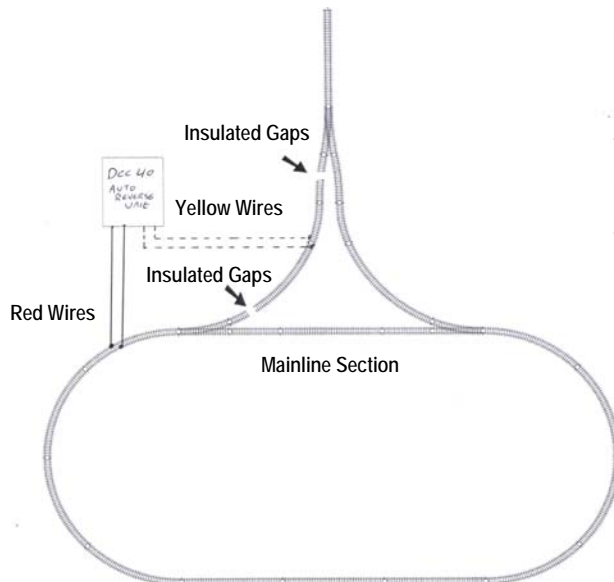 Insulated Gaps
Dcc 40
AUTO
REVERSE
UNIT
Yellow Wires
Insulated Gaps
Red Wires
Mainline Section